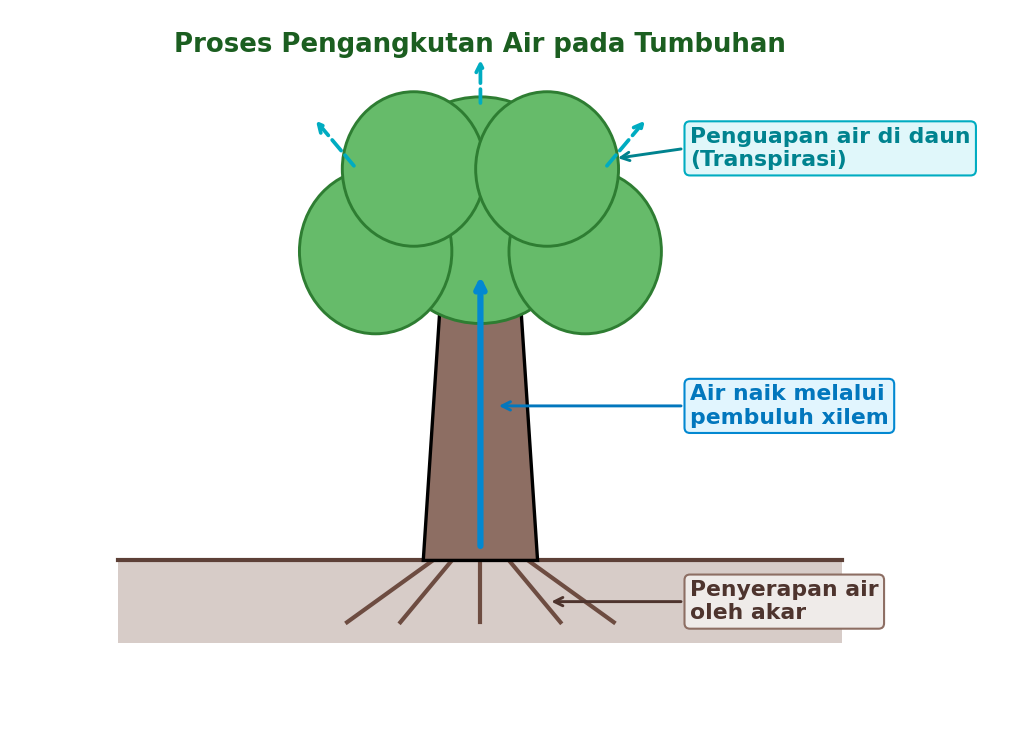 Proses Pengangkutan Air pada Tumbuhan
Penguapan air di daun
(Transpirasi)
Air naik melalui
pembuluh xilem
Penyerapan air
oleh akar